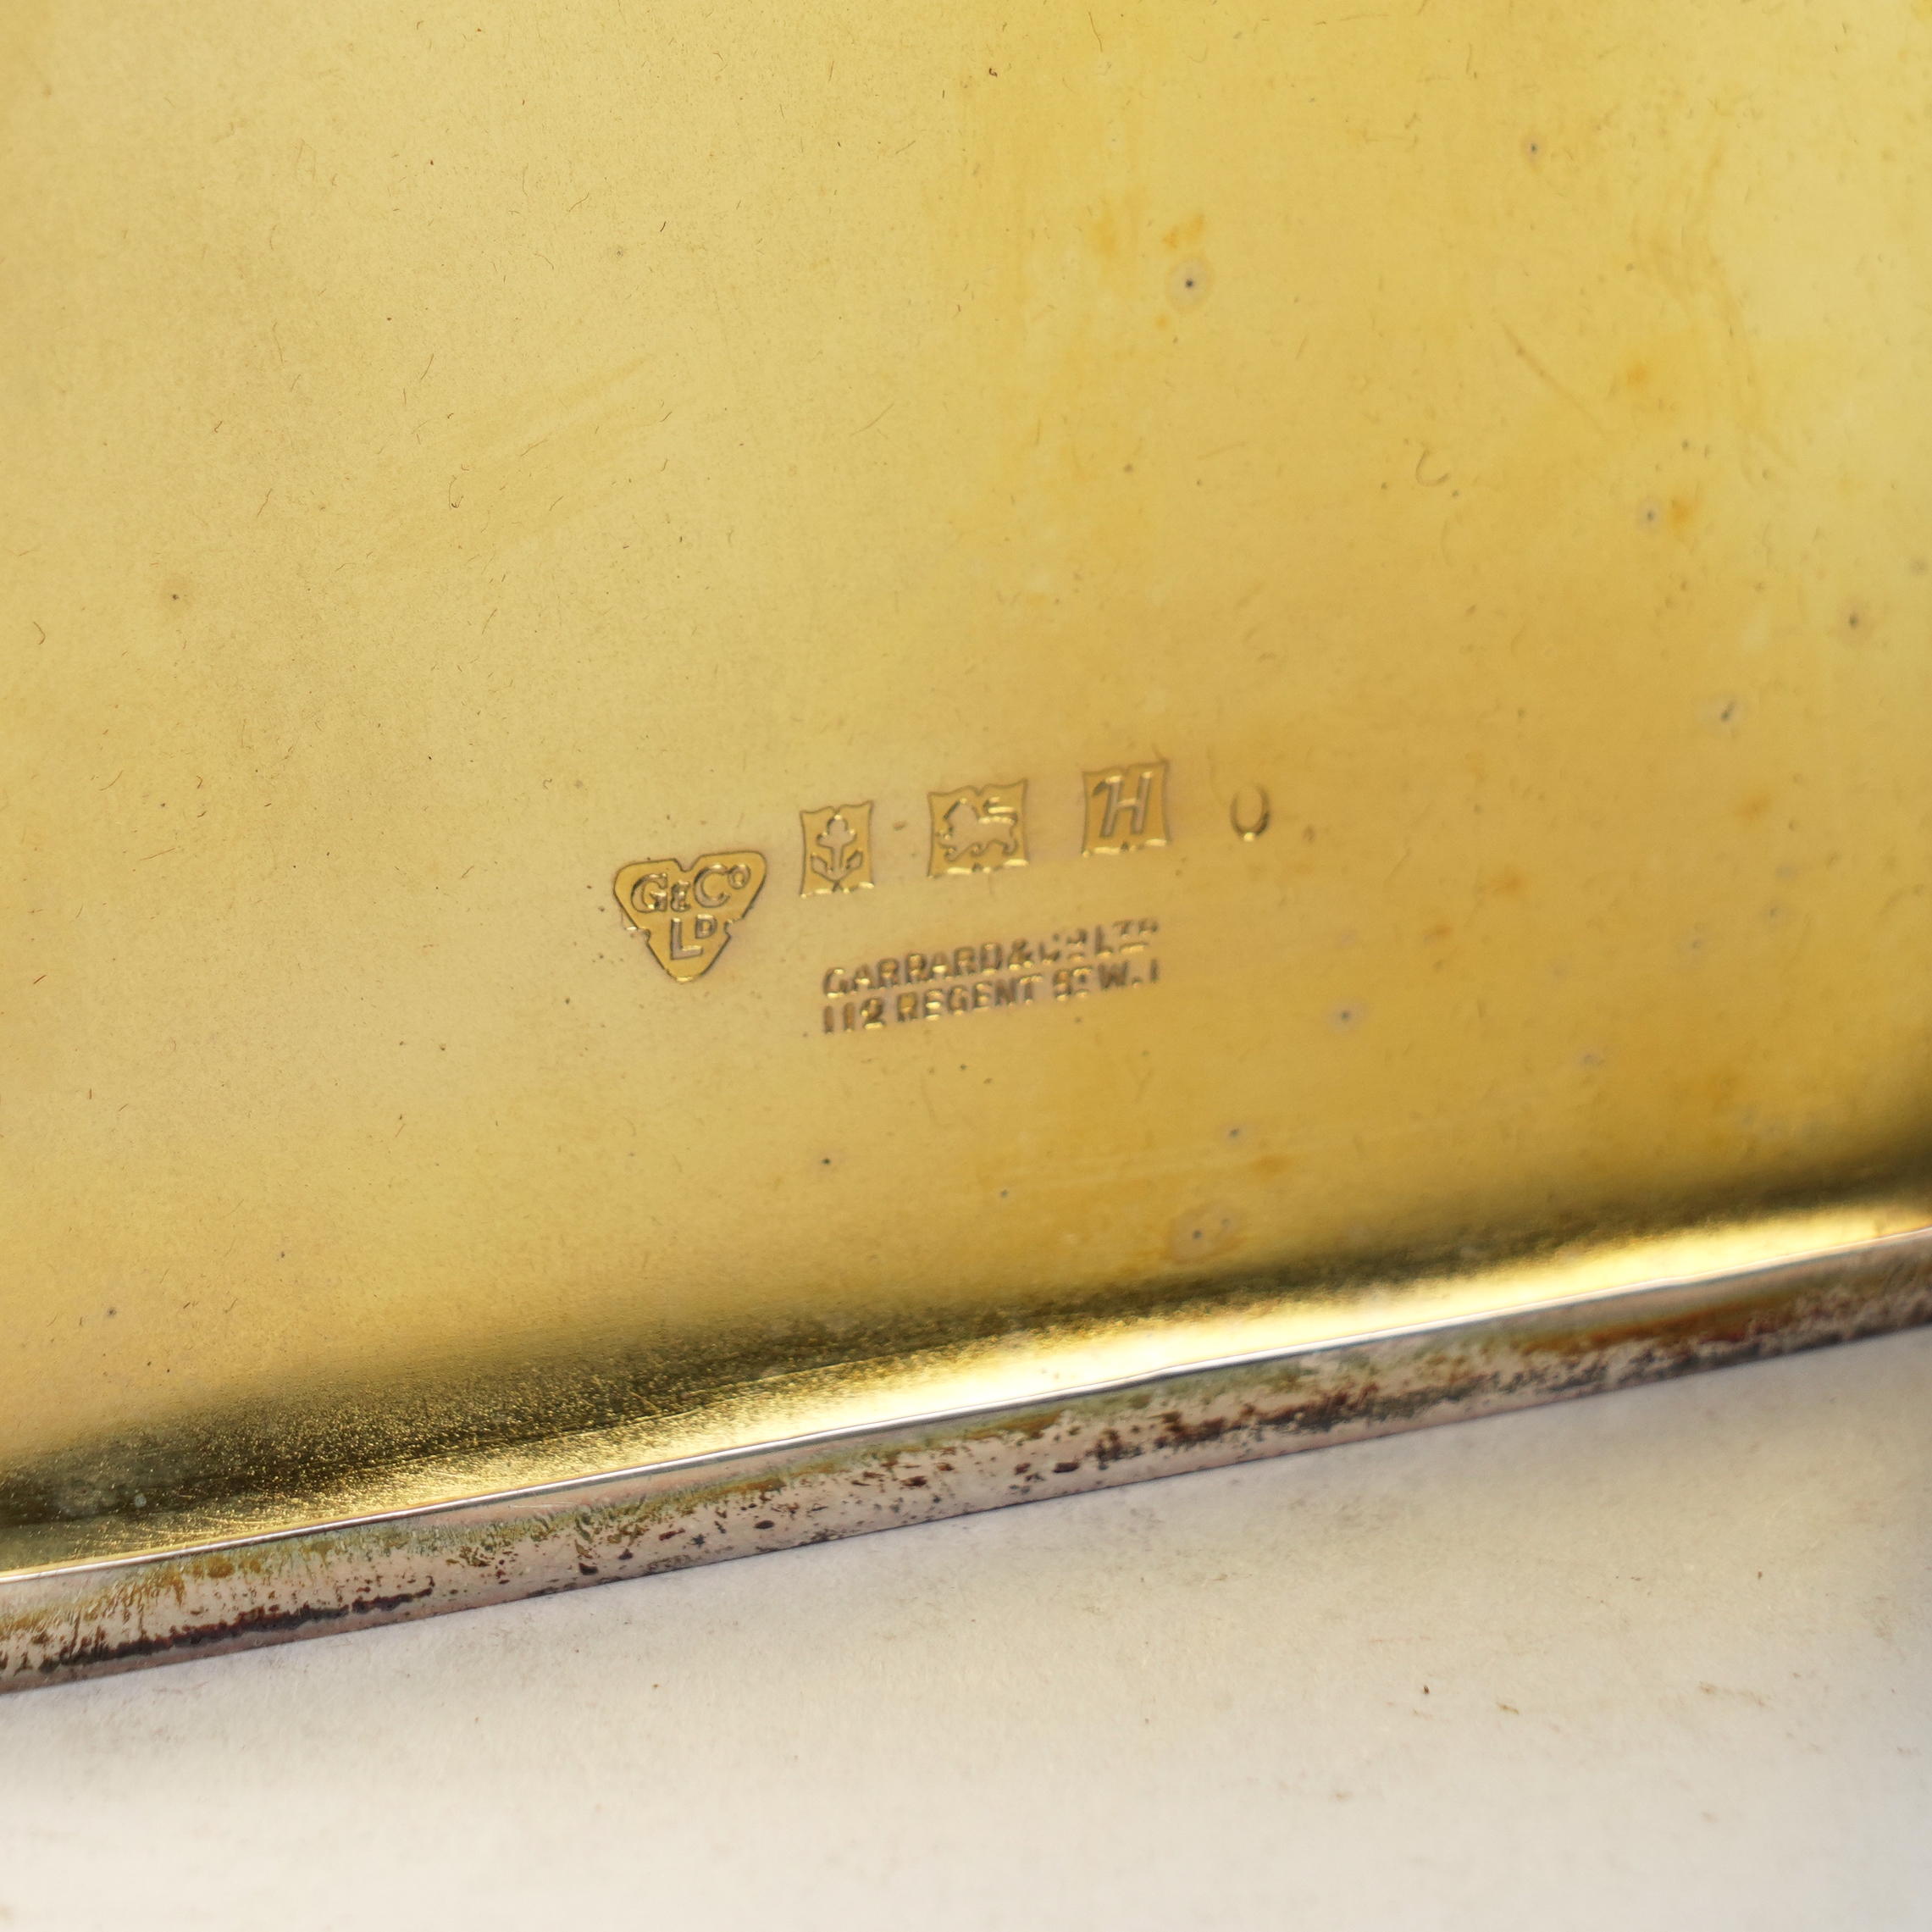 G&Co
LD
H
GARRARD & Co LTD
112 REGENT ST W.1